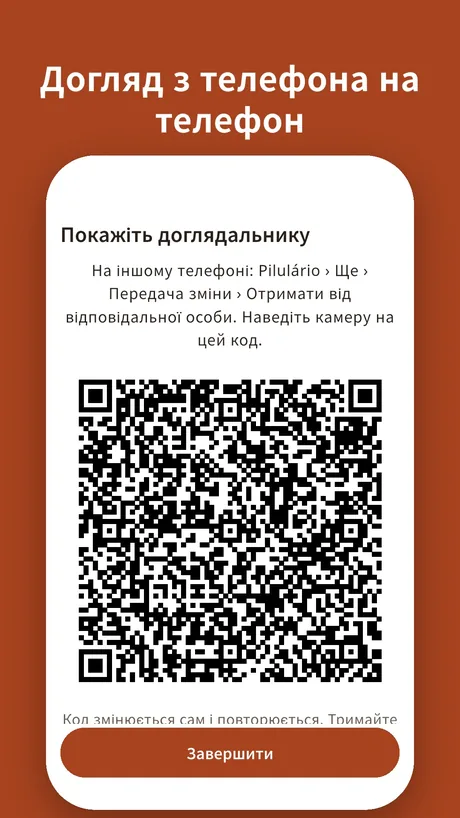 Догляд з телефона на
телефон
Покажіть доглядальнику
На іншому телефоні: Pilulário › Ще ›
Передача зміни › Отримати від
відповідальної особи. Наведіть камеру на
цей код.
Код змінюється сам і повторюється. Тримайте
Завершити